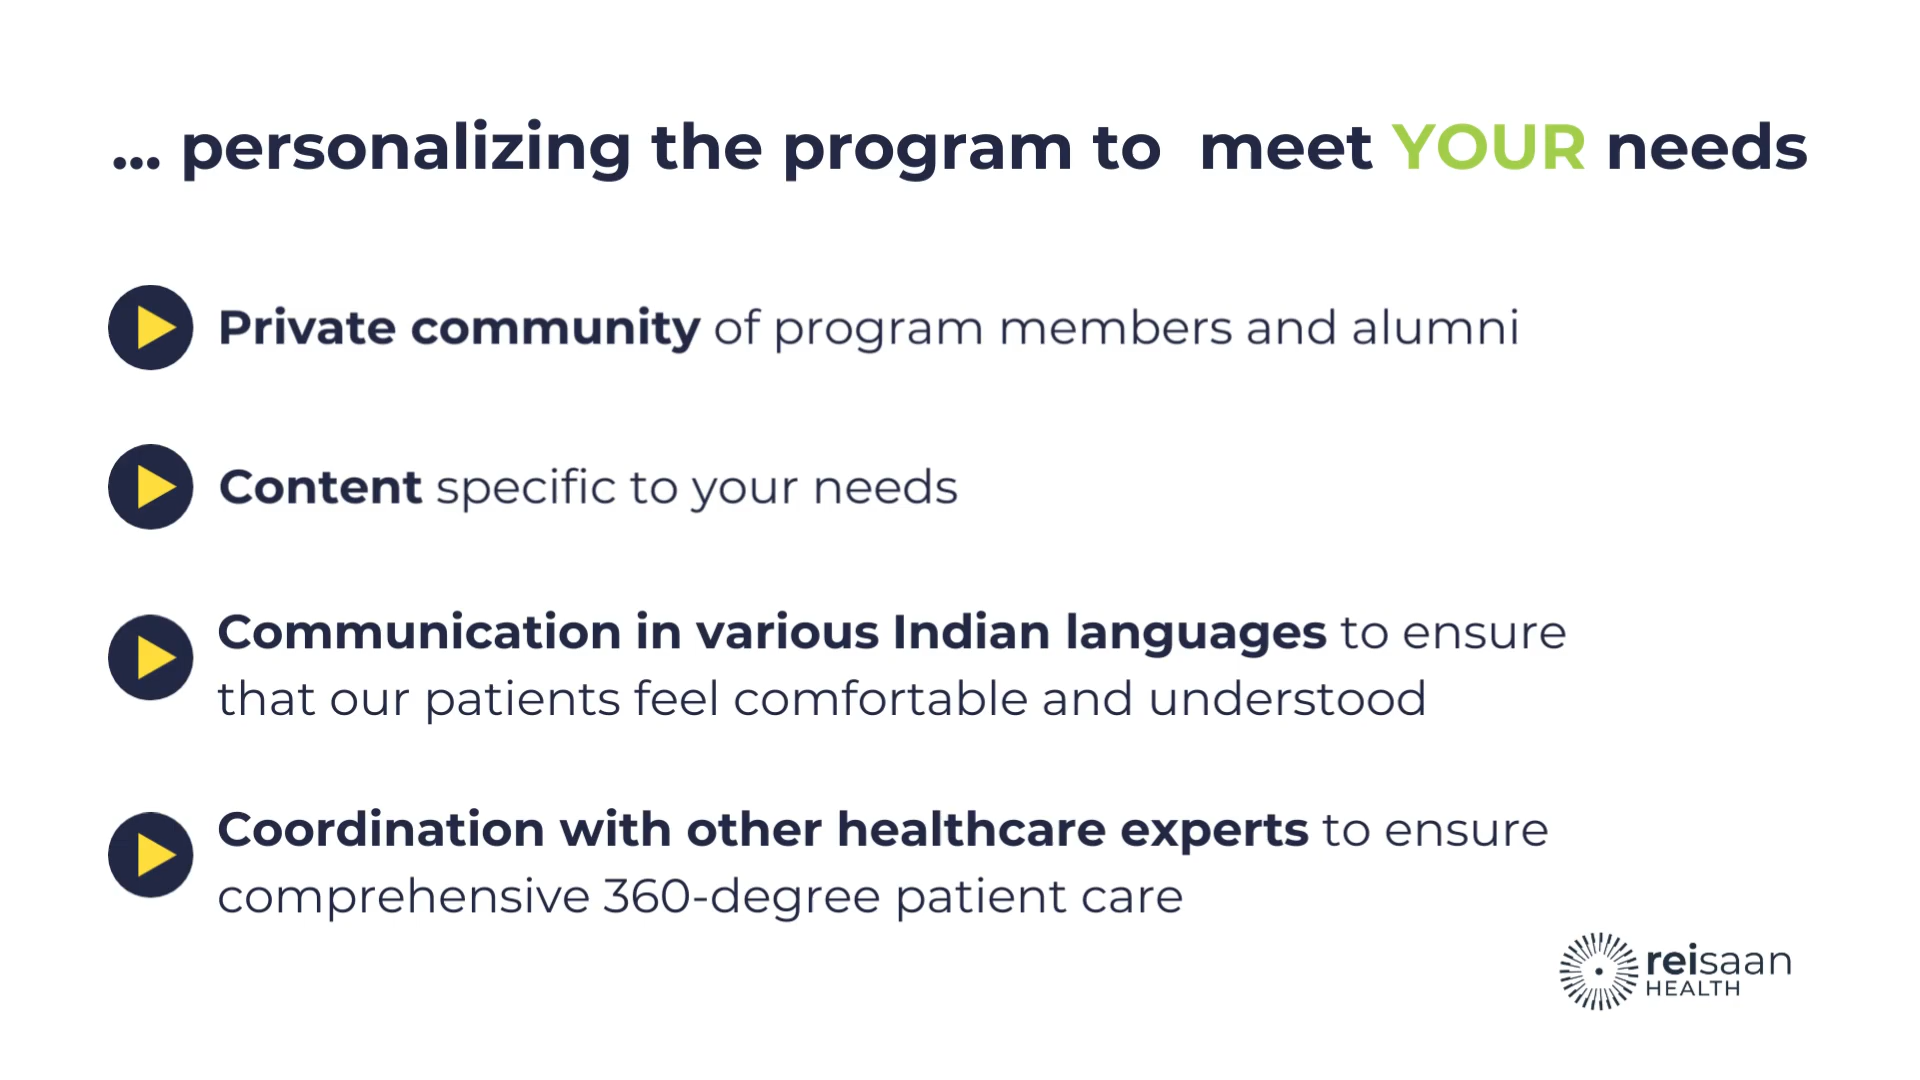 ... personalizing the program to  meet YOUR needs
Private community of program members and alumni
Content specific to your needs
Communication in various Indian languages to ensure
that our patients feel comfortable and understood
Coordination with other healthcare experts to ensure
comprehensive 360-degree patient care
reisaan
HEALTH